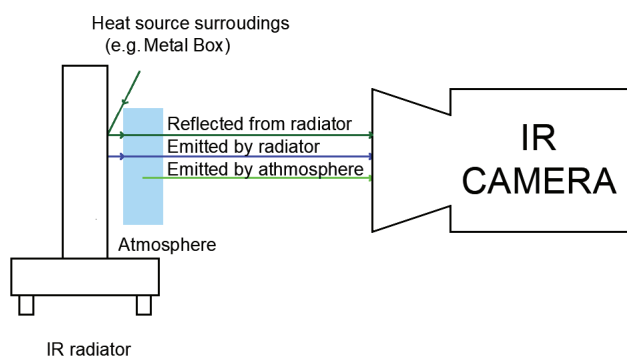 Heat source surroudings
(e.g. Metal Box)
Reflected from radiator
Emitted by radiator
Emitted by athmosphere
IR
CAMERA
Atmosphere
IR radiator